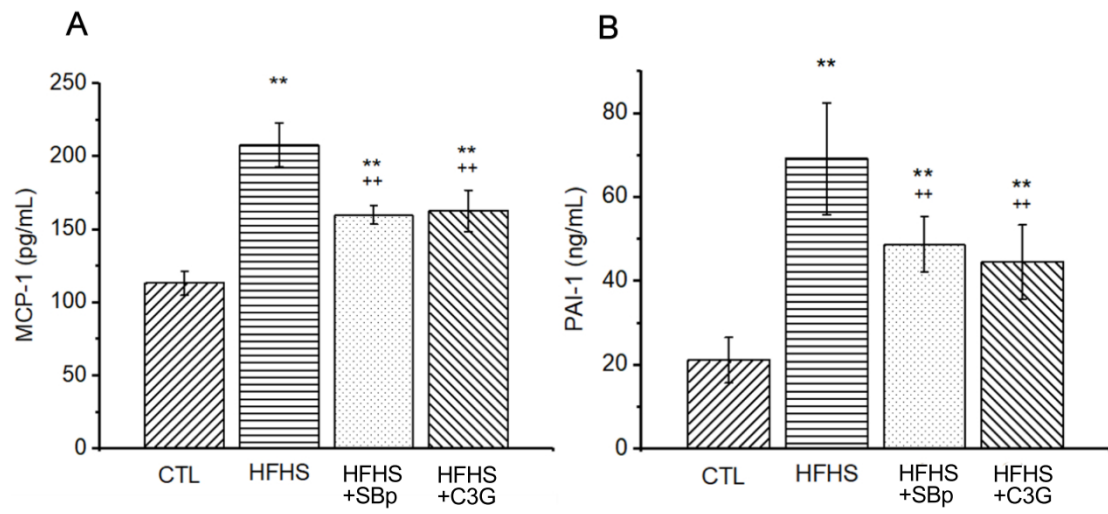 A
MCP-1 (pg/mL)
250
200
150
100
50
0
**
**
++
**
++
CTL
HFHS
HFHS
+SBp
HFHS
+C3G
B
PAI-1 (ng/mL)
80
60
40
20
0
**
**
++
**
++
CTL
HFHS
HFHS
+SBp
HFHS
+C3G